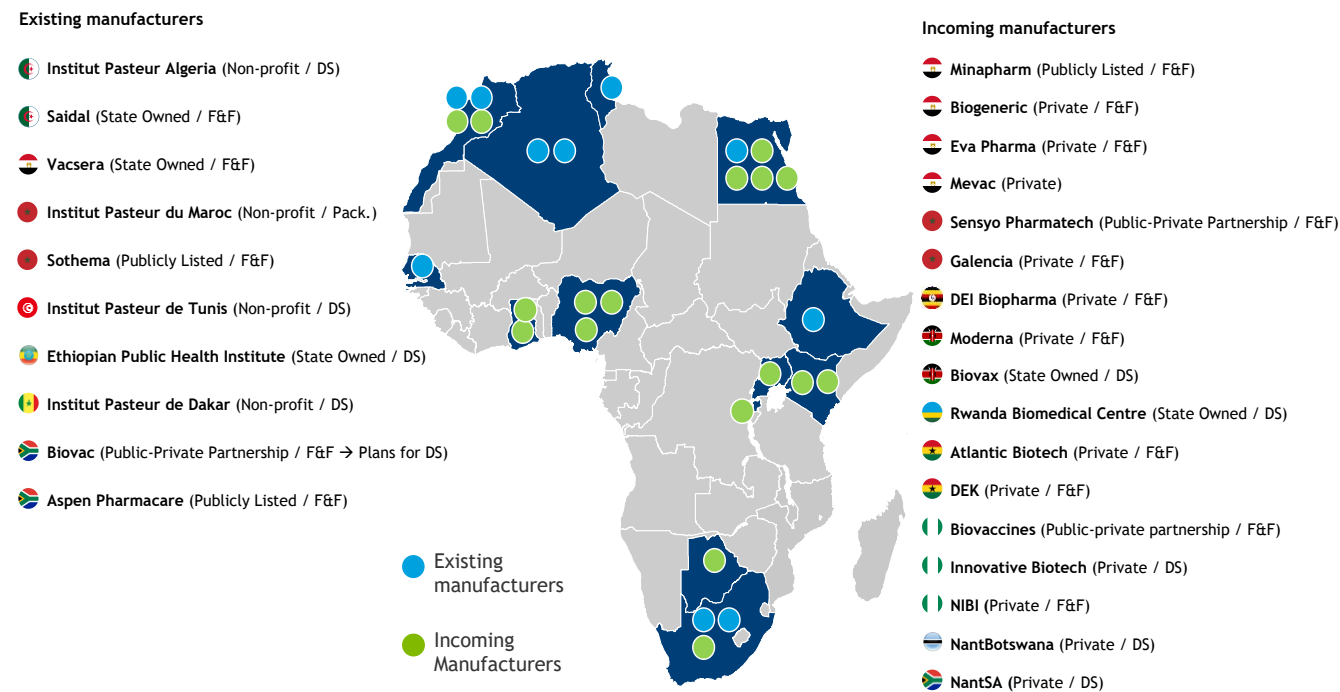 Existing manufacturers
Institut Pasteur Algeria (Non-profit / DS)
Saidal (State Owned / F&F)
Vacsera (State Owned / F&F)
Institut Pasteur du Maroc (Non-profit / Pack.)
Sothema (Publicly Listed / F&F)
Institut Pasteur de Tunis (Non-profit / DS)
Ethiopian Public Health Institute (State Owned / DS)
Institut Pasteur de Dakar (Non-profit / DS)
Biovac (Public-Private Partnership / F&F → Plans for DS)
Aspen Pharmacare (Publicly Listed / F&F)
Existing
manufacturers
Incoming
Manufacturers
Incoming manufacturers
Minapharm (Publicly Listed / F&F)
Biogeneric (Private / F&F)
Eva Pharma (Private / F&F)
Mevac (Private)
Sensyo Pharmatech (Public-Private Partnership / F&F)
Galencia (Private / F&F)
DEI Biopharma (Private / F&F)
Moderna (Private / F&F)
Biovax (State Owned / DS)
Rwanda Biomedical Centre (State Owned / DS)
Atlantic Biotech (Private / F&F)
DEK (Private / F&F)
Biovaccines (Public-private partnership / F&F)
Innovative Biotech (Private / DS)
NIBI (Private / F&F)
NantBotswana (Private / DS)
NantSA (Private / DS)